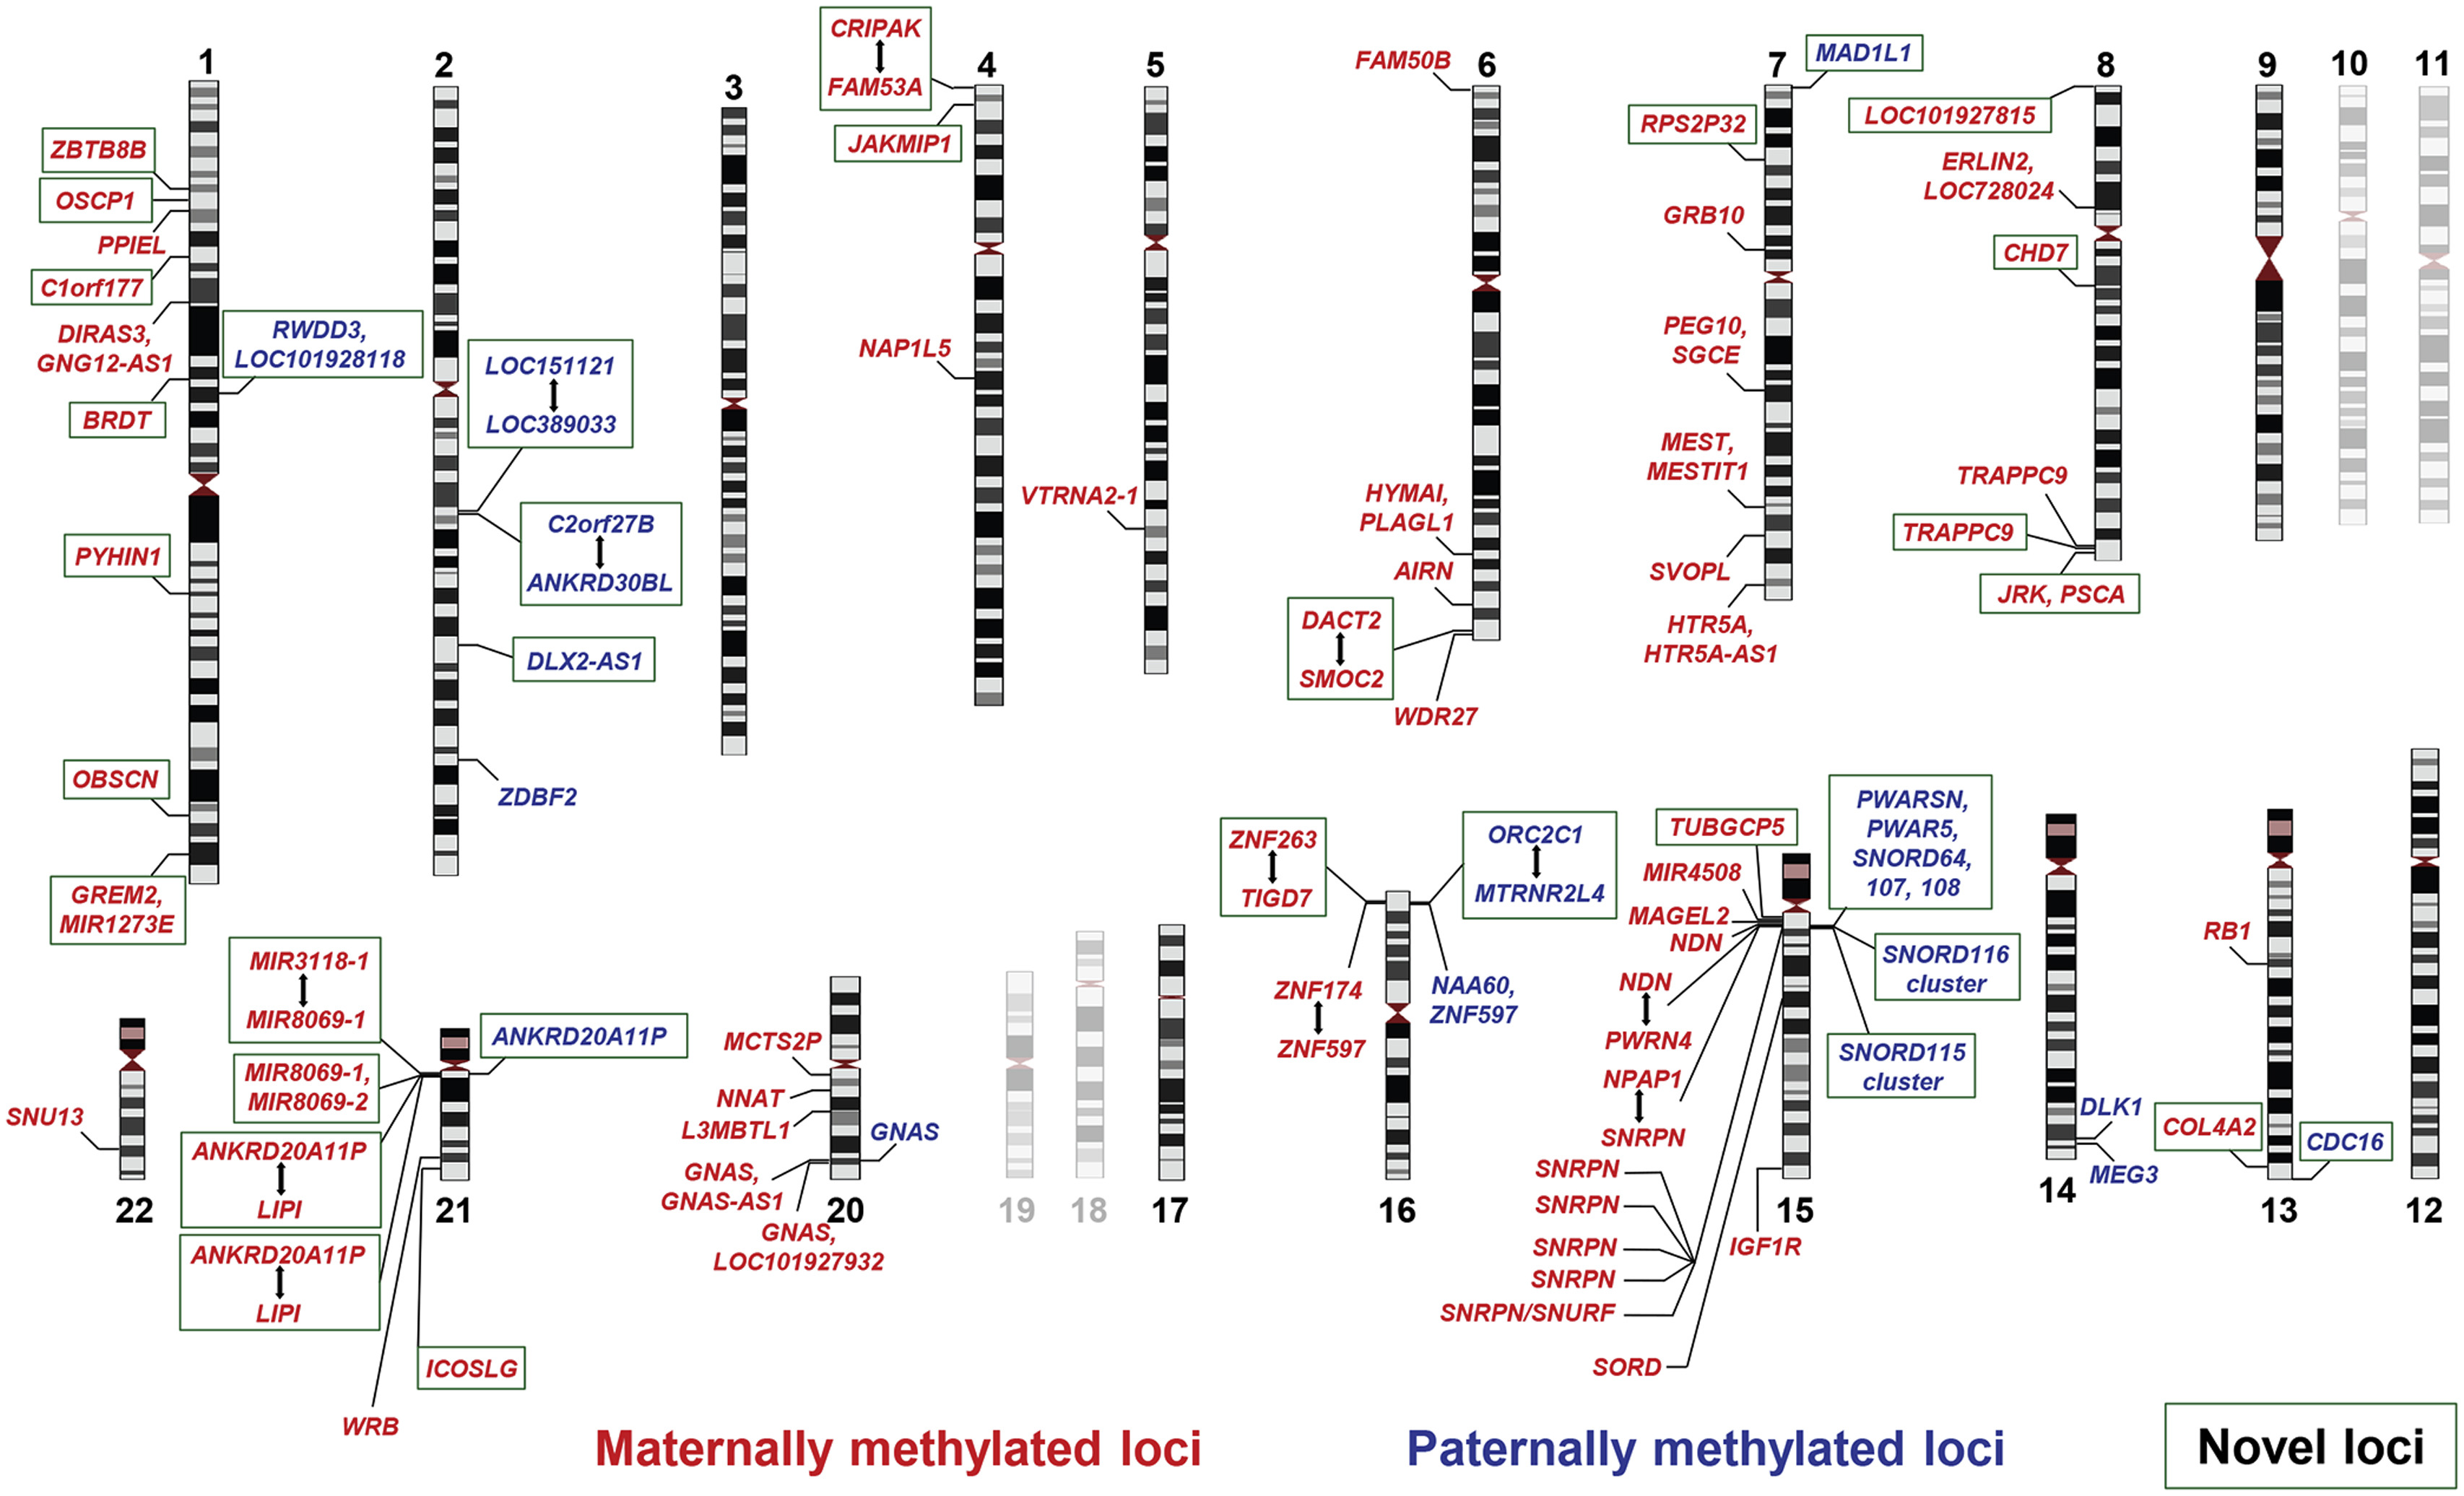 1
ZBTB8B
OSCP1
PPIEL
C1orf177
DIRAS3,
GNG12-AS1
BRDT
PYHIN1
OBSCN
GREM2,
MIR1273E
RWDD3,
LOC101928118
2
LOC151121
LOC389033
C2orf27B
ANKRD30BL
DLX2-AS1
ZDBF2
3
CRIPAK
FAM53A
JAKMIP1
4
NAP1L5
5
VTRNA2-1
FAM50B
6
HYMAI,
PLAGL1
AIRN
DACT2
SMOC2
WDR27
7
MAD1L1
RPS2P32
GRB10
PEG10,
SGCE
MEST,
MESTIT1
SVOPL
HTR5A,
HTR5A-AS1
8
LOC101927815
ERLIN2,
LOC728024
CHD7
TRAPPC9
TRAPPC9
JRK, PSCA
9
10
11
SNU13
22
MIR3118-1
MIR8069-1
MIR8069-1,
MIR8069-2
ANKRD20A11P
LIPI
ANKRD20A11P
LIPI
WRB
ICOSLG
ANKRD20A11P
21
MCTS2P
NNAT
L3MBTL1
GNAS,
GNAS-AS1
GNAS,
LOC101927932
GNAS
20
19
18
17
ZNF263
TIGD7
ZNF174
ZNF597
ORC2C1
MTRNR2L4
NAA60,
ZNF597
16
TUBGCP5
MIR4508
MAGEL2
NDN
NDN
PWRN4
NPAP1
SNRPN
SNRPN
SNRPN
SNRPN
SNRPN
SNRPN/SNURF
SORD
IGF1R
PWARSN,
PWAR5,
SNORD64,
107, 108
SNORD116
cluster
SNORD115
cluster
15
DLK1
MEG3
14
RB1
COL4A2
CDC16
13
12
Maternally methylated loci
Paternally methylated loci
Novel loci